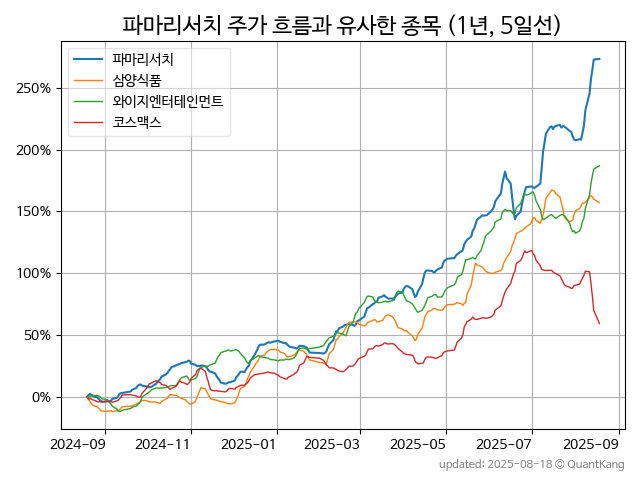 파마리서치 주가 흐름과 유사한 종목 (1년, 5일선)
파마리서치
삼양식품
와이지엔터테인먼트
코스맥스
250%
200%
150%
100%
50%
0%
2024-09 2024-11 2025-01 2025-03 2025-05 2025-07 2025-09
updated: 2025-08-18 © QuantKang